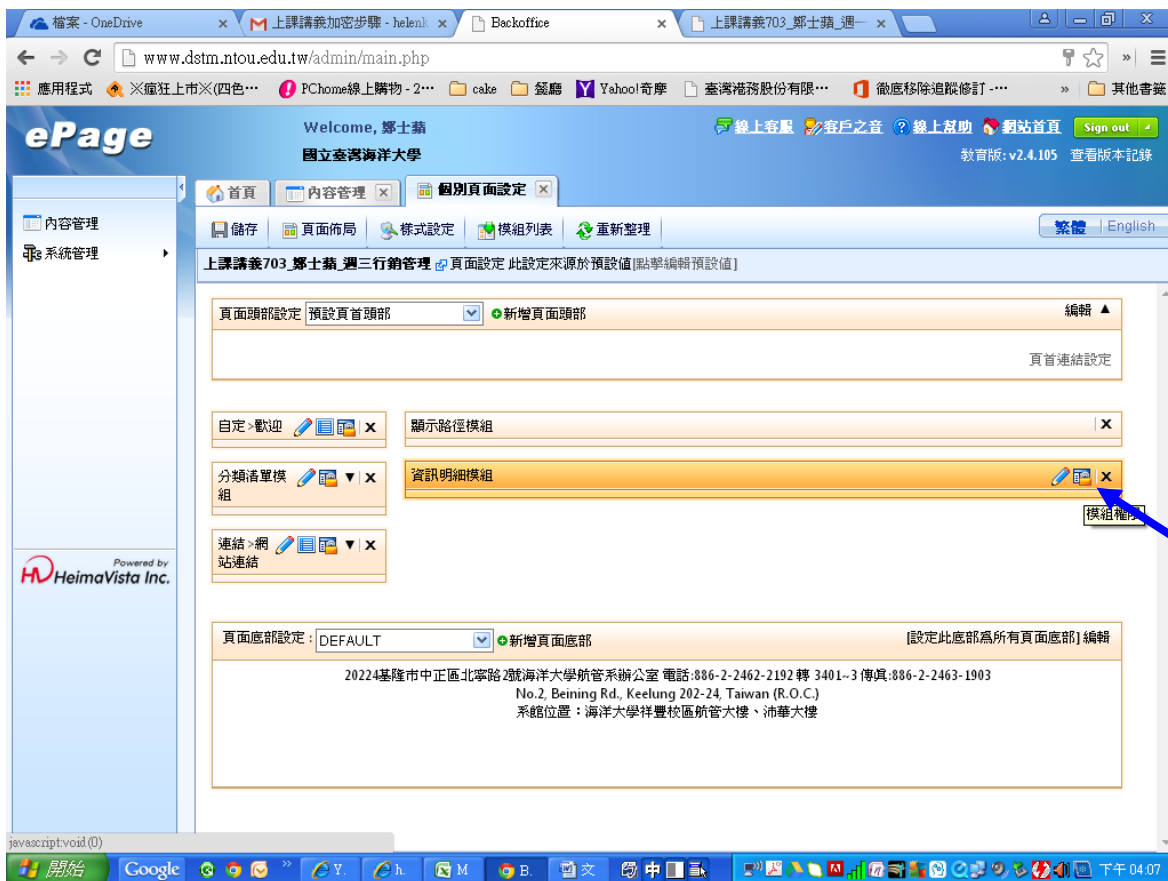 檔案 - OneDrive
上課講義加密步驟 - helenk
Backoffice
上課講義703_鄭士蘋_週一
www.dstm.ntou.edu.tw/admin/main.php
應用程式
※瘋狂上市※(四色…
PChome線上購物 - 2…
cake
餐廳
Yahoo!奇摩
臺灣港務股份有限…
徹底移除追蹤修訂 -…
»
其他書籤
ePage
Welcome, 鄭士蘋
國立臺灣海洋大學
線上客服
客戶之音
線上幫助
網站首頁
Sign out
教育版: v2.4.105 查看版本記錄
首頁
內容管理
個別頁面設定
內容管理
系統管理
儲存
頁面佈局
樣式設定
模組列表
重新整理
繁體 | English
上課講義703_鄭士蘋_週三行銷管理 頁面設定 此設定來源於預設值[點擊編輯預設值]
頁面頭部設定 預設頁首頭部 新增頁面頭部 編輯 ▲
頁首連結設定
自定>歡迎 x
顯示路徑模組 x
分類清單模組 ▼ x
資訊明細模組 x
模組權限
連結>網站連結 ▼ x
Powered by
HeimaVista Inc.
頁面底部設定 : DEFAULT 新增頁面底部 [設定此底部為所有頁面底部] 編輯
20224基隆市中正區北寧路2號海洋大學航管系辦公室 電話:886-2-2462-2192 轉 3401~3 傳真:886-2-2463-1903
No.2, Beining Rd., Keelung 202-24, Taiwan (R.O.C.)
系館位置：海洋大學祥豐校區航管大樓、沛華大樓
javascript:void(0)
開始
Google
»
Y.
h.
M
B.
文
中
下午 04:07